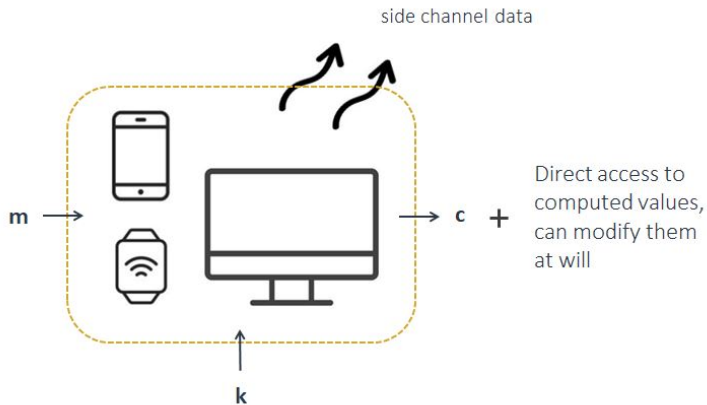 side channel data
m
c
+
Direct access to
computed values,
can modify them
at will
k